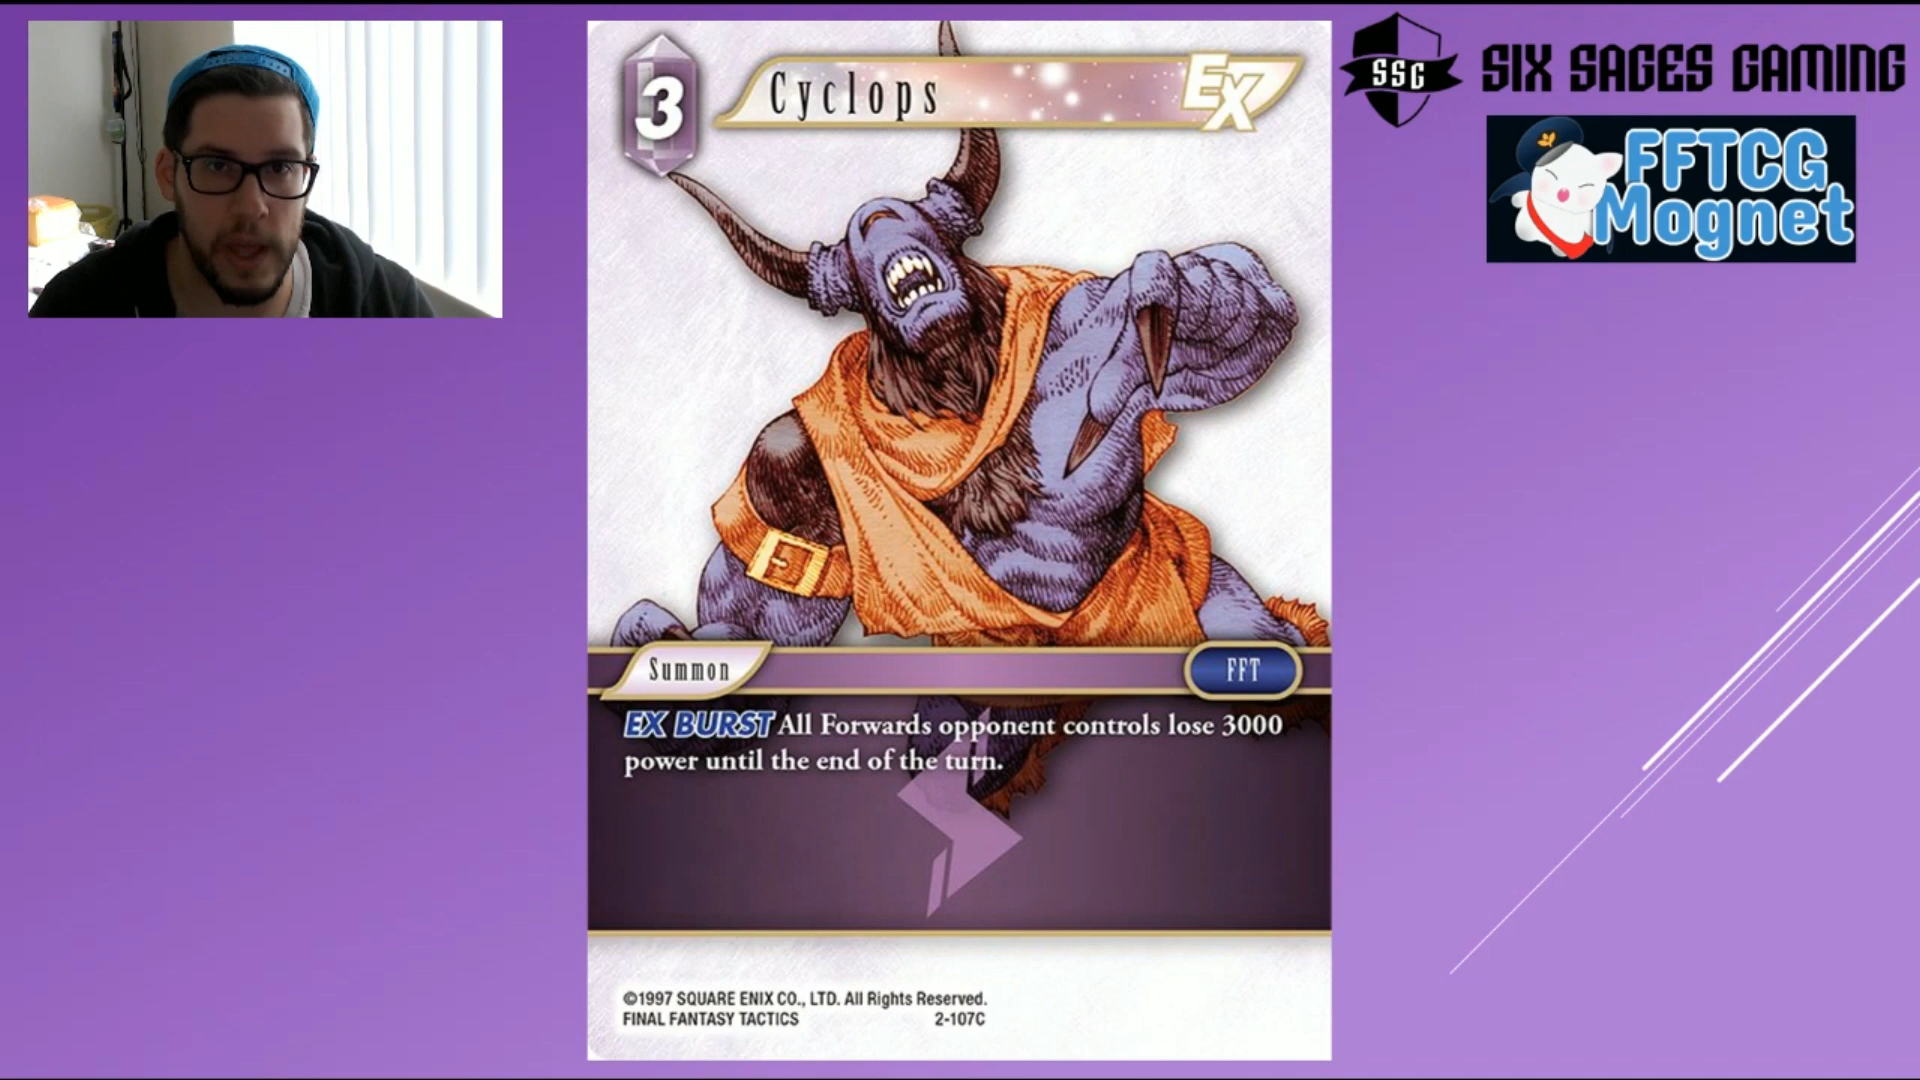 3
Cyclops
EX
SSG
SIX SAGES GAMING
FFTCG
Mognet
Summon
FFT
EX BURST All Forwards opponent controls lose 3000
power until the end of the turn.
©1997 SQUARE ENIX CO., LTD. All Rights Reserved.
FINAL FANTASY TACTICS 2-107C